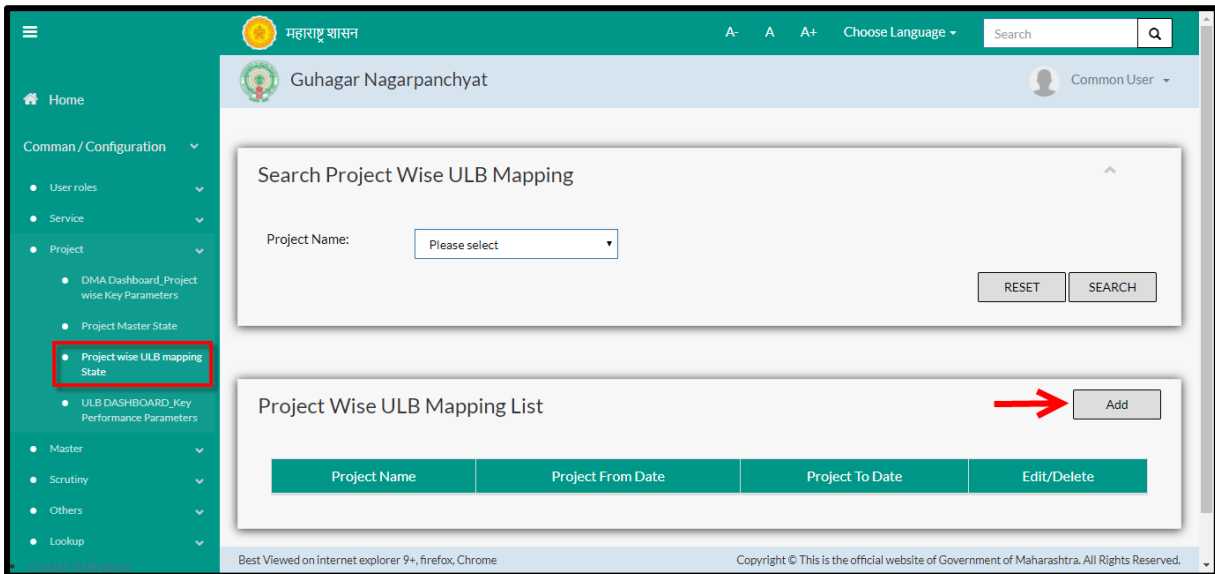 महाराष्ट्र शासन
A- A A+ Choose Language
Search
Guhagar Nagarpanchyat
Common User
Home
Comman / Configuration
User roles
Service
Project
DMA Dashboard_Project
wise Key Parameters
Project Master State
Project wise ULB mapping
State
ULB DASHBOARD_Key
Performance Parameters
Master
Scrutiny
Others
Lookup
Create Grievance
Search Project Wise ULB Mapping
Project Name: Please select
RESET SEARCH
Project Wise ULB Mapping List
Add
Project Name Project From Date Project To Date Edit/Delete
Best Viewed on internet explorer 9+, firefox, Chrome
Copyright © This is the official website of Government of Maharashtra. All Rights Reserved.